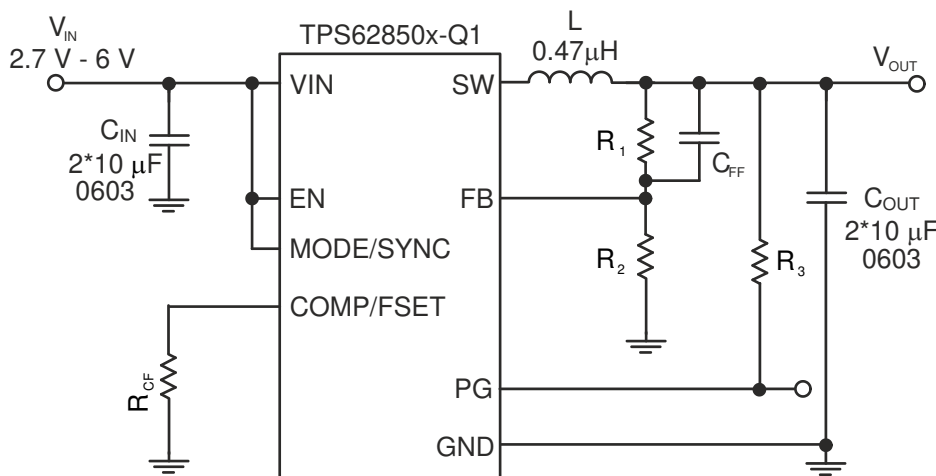 TPS62850x-Q1
V_IN
2.7 V - 6 V
L
0.47μH
V_OUT
VIN
SW
C_IN
2*10 μF
0603
R_1
C_FF
EN
FB
C_OUT
2*10 μF
0603
MODE/SYNC
R_2
R_3
COMP/FSET
R_CF
PG
GND